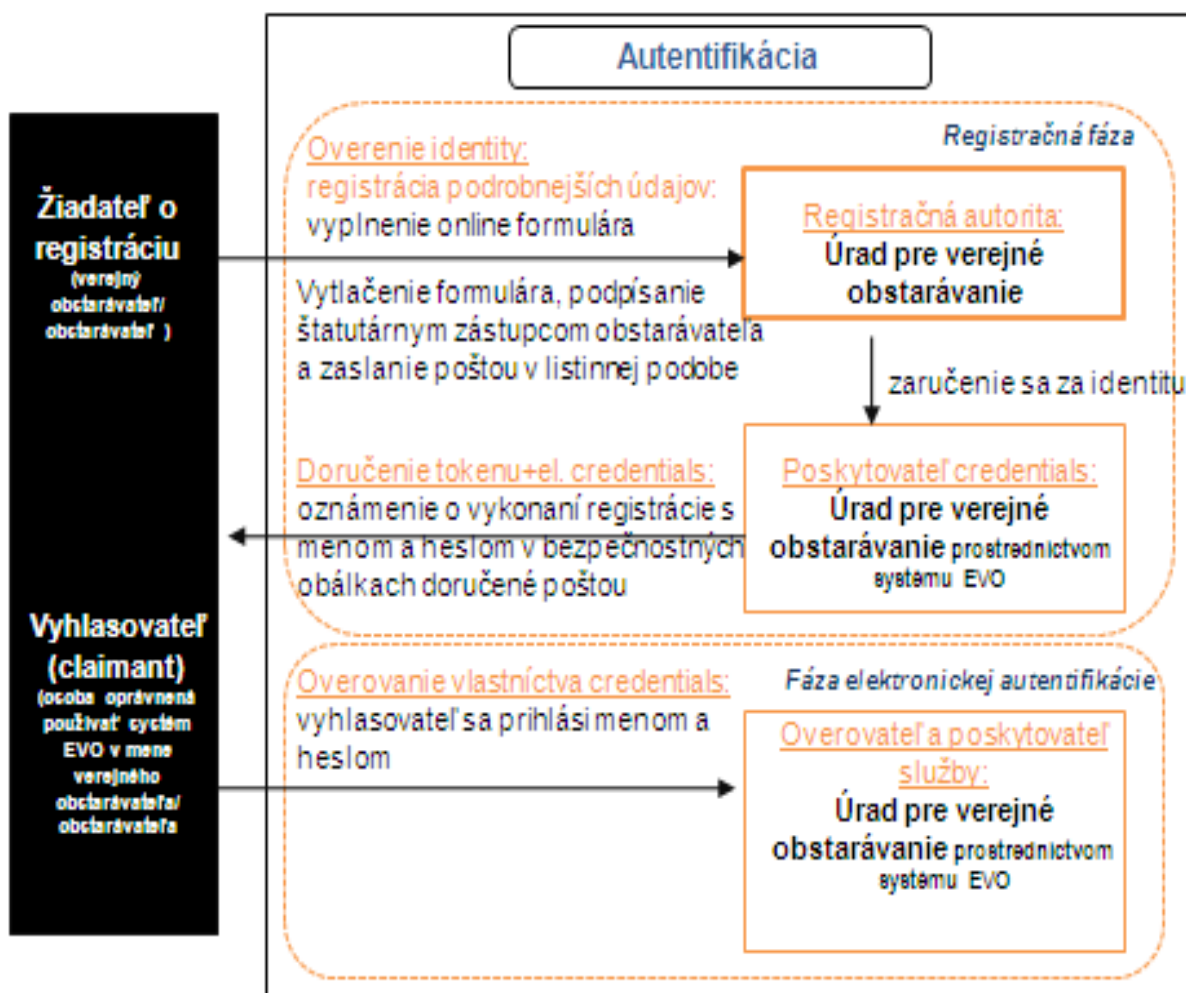 Autentifikácia
Žiadateľ o
registráciu
(verejný
obstarávateľ/
obstarávateľ )
Vyhlasovateľ
(claimant)
(osoba oprávnená
používať systém
EVO v mene
verejného
obstarávateľa/
obstarávateľa
Registračná fáza
Overenie identity:
registrácia podrobnejších údajov:
vyplnenie online formulára
Vytlačenie formulára, podpísanie
štatutárnym zástupcom obstarávateľa
a zaslanie poštou v listinnej podobe
Registračná autorita:
Úrad pre verejné
obstarávanie
zaručenie sa za identitu
Doručenie tokenu+el. credentials:
oznámenie o vykonaní registrácie s
menom a heslom v bezpečnostných
obálkach doručené poštou
Poskytovateľ credentials:
Úrad pre verejné
obstarávanie prostredníctvom
systému EVO
Fáza elektronickej autentifikácie
Overovanie vlastníctva credentials:
vyhlasovateľ sa prihlási menom a
heslom
Overovateľ a poskytovateľ
služby:
Úrad pre verejné
obstarávanie prostredníctvom
systému EVO